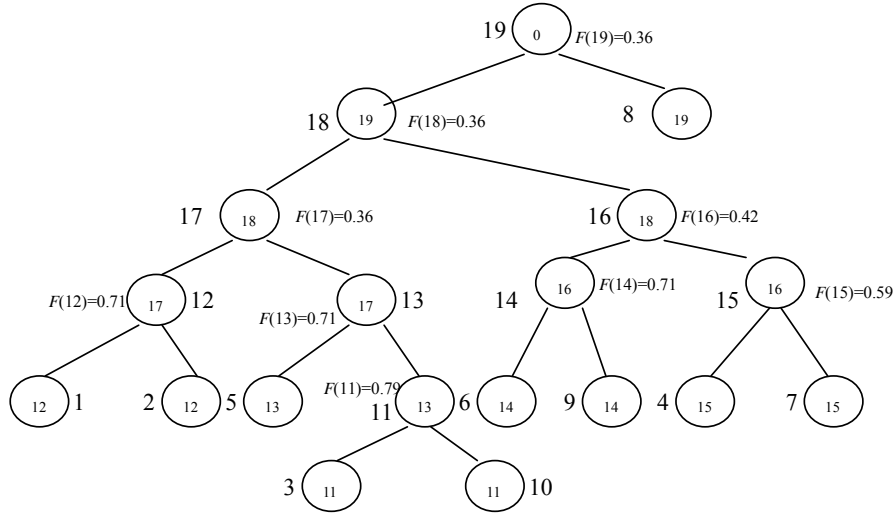 19 0 F(19)=0.36
18 19 F(18)=0.36 8 19
17 18 F(17)=0.36 16 18 F(16)=0.42
F(12)=0.71 17 12 F(13)=0.71 17 13 14 16 F(14)=0.71 15 16 F(15)=0.59
12 1 2 12 5 13 F(11)=0.79 11 13 6 14 9 14 4 15 15 7
3 11 11 10